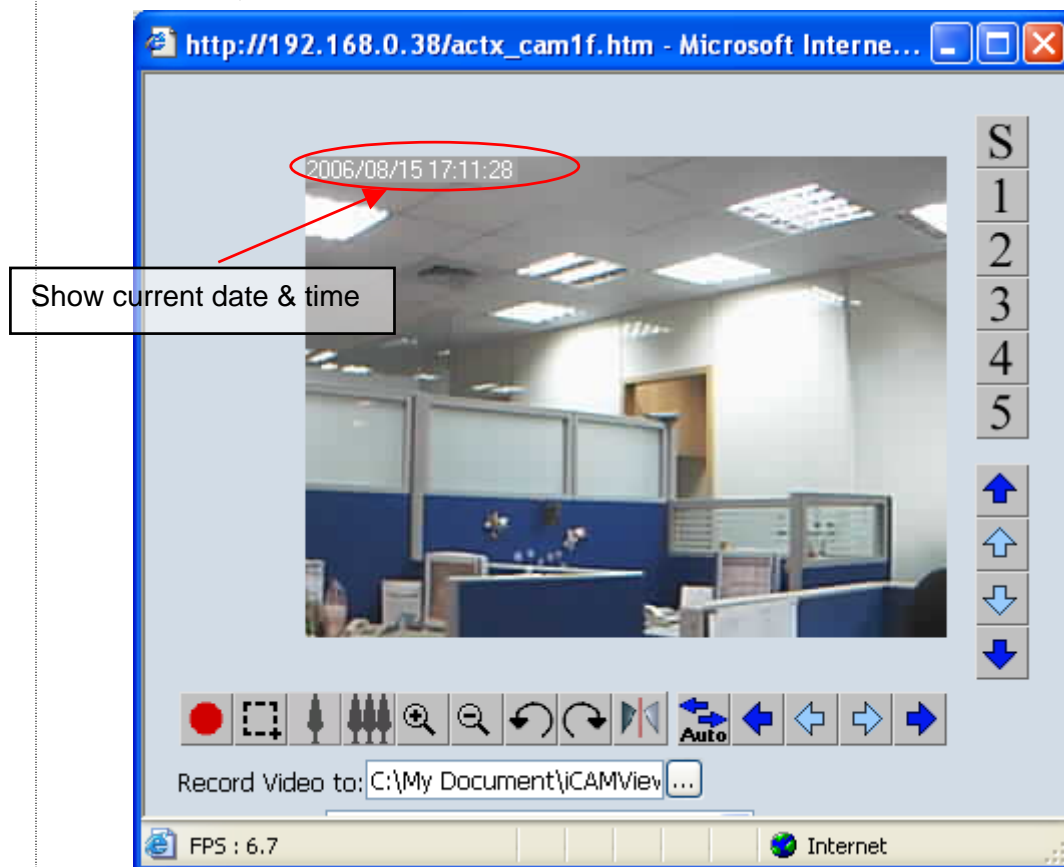 http://192.168.0.38/actx_cam1f.htm - Microsoft Interne...
2006/08/15 17:11:28
Show current date & time
S
1
2
3
4
5
Auto
Record Video to: C:\My Document\iCAMView ...
FPS : 6.7
Internet